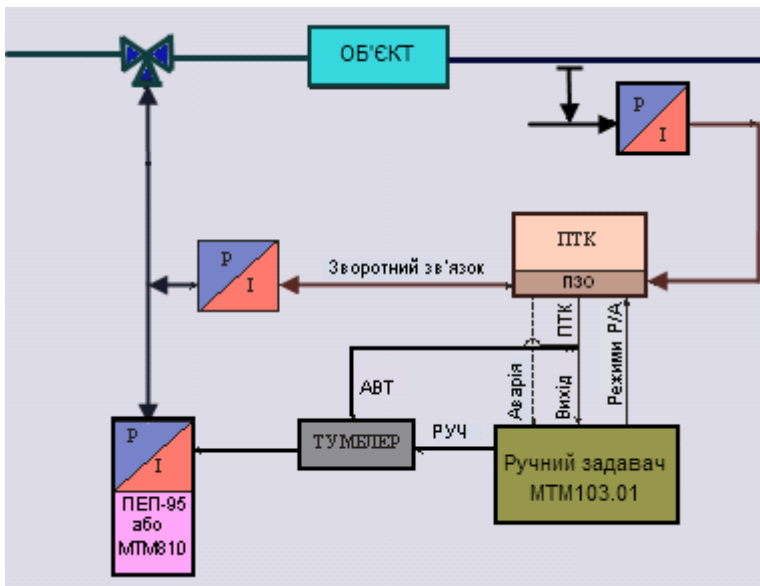 ОБ'ЄКТ
P
I
ПТК
ПЗО
P
I
Зворотний зв'язок
Аварія
ПТК
Вихід
Режими Р/А
АВТ
P
I
ТУМБЛЕР
РУЧ
Ручний задавач
МТМ103.01
ПЕП-95
або
МТМ810